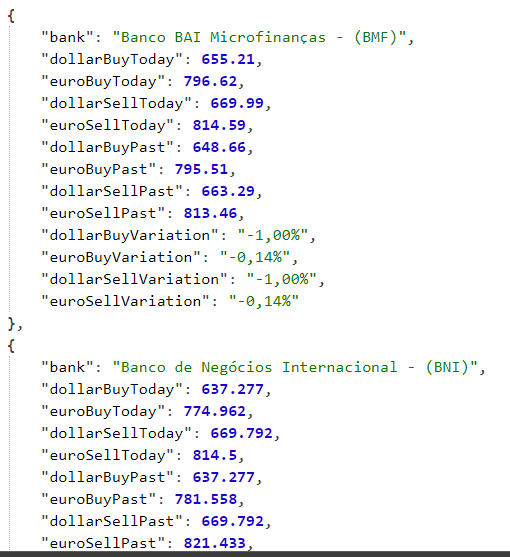 {
"bank": "Banco BAI Microfinanças - (BMF)",
"dollarBuyToday": 655.21,
"euroBuyToday": 796.62,
"dollarSellToday": 669.99,
"euroSellToday": 814.59,
"dollarBuyPast": 648.66,
"euroBuyPast": 795.51,
"dollarSellPast": 663.29,
"euroSellPast": 813.46,
"dollarBuyVariation": "-1,00%",
"euroBuyVariation": "-0,14%",
"dollarSellVariation": "-1,00%",
"euroSellVariation": "-0,14%"
},
{
"bank": "Banco de Negócios Internacional - (BNI)",
"dollarBuyToday": 637.277,
"euroBuyToday": 774.962,
"dollarSellToday": 669.792,
"euroSellToday": 814.5,
"dollarBuyPast": 637.277,
"euroBuyPast": 781.558,
"dollarSellPast": 669.792,
"euroSellPast": 821.433,